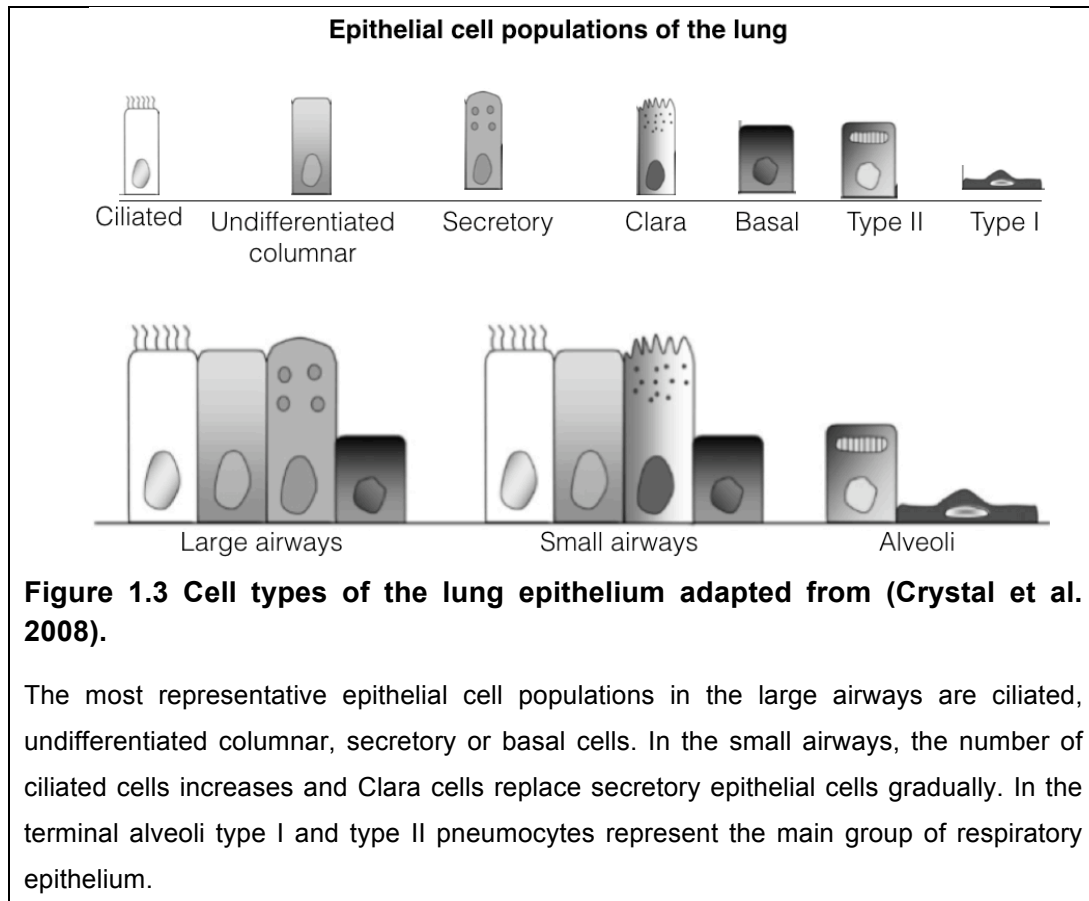 Epithelial cell populations of the lung
Ciliated Undifferentiated columnar Secretory Clara Basal Type II Type I
Large airways Small airways Alveoli
Figure 1.3 Cell types of the lung epithelium adapted from (Crystal et al.
2008).
The most representative epithelial cell populations in the large airways are ciliated,
undifferentiated columnar, secretory or basal cells. In the small airways, the number of
ciliated cells increases and Clara cells replace secretory epithelial cells gradually. In the
terminal alveoli type I and type II pneumocytes represent the main group of respiratory
epithelium.